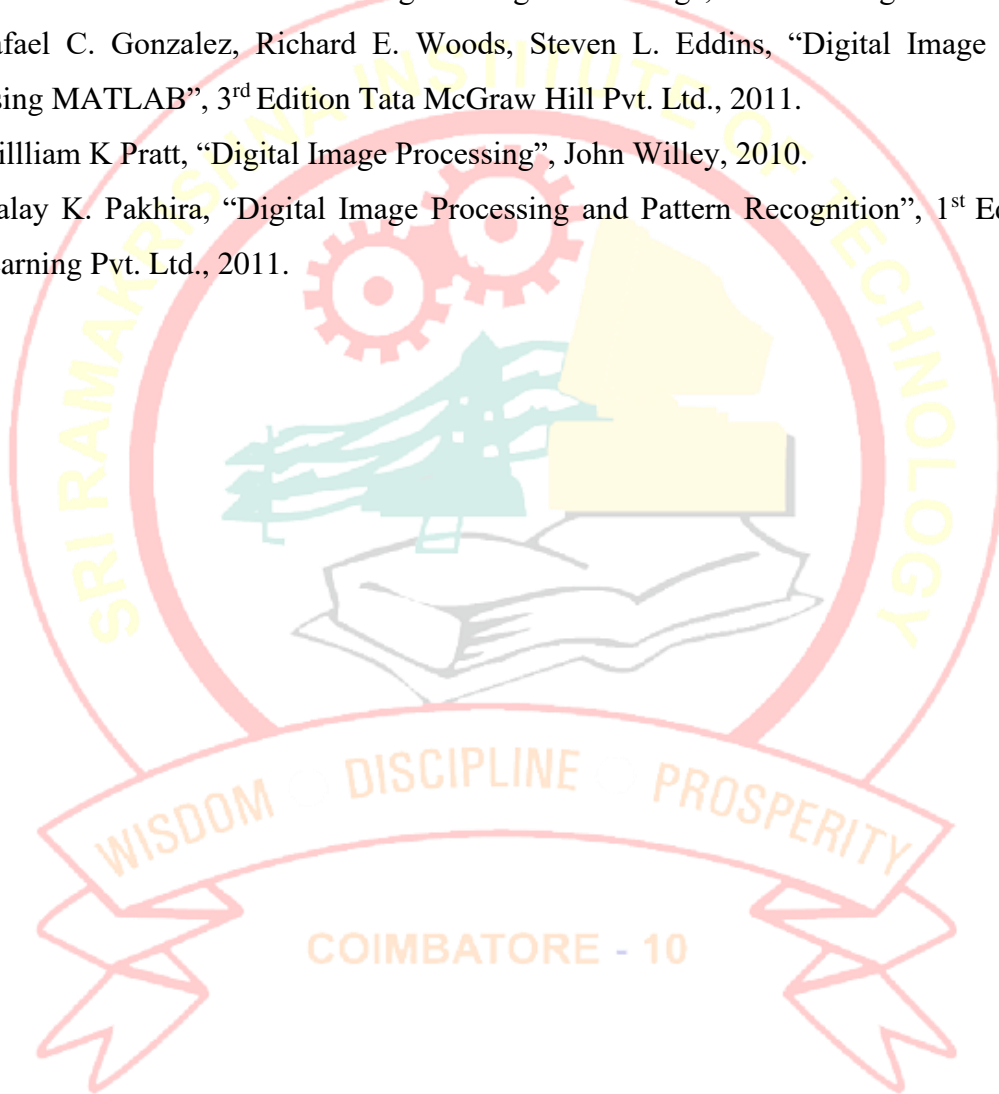 afael C. Gonzalez, Richard E. Woods, Steven L. Eddins, “Digital Image
sing MATLAB”, 3rd Edition Tata McGraw Hill Pvt. Ltd., 2011.
illliam K Pratt, “Digital Image Processing”, John Willey, 2010.
alay K. Pakhira, “Digital Image Processing and Pattern Recognition”, 1st Ed
arning Pvt. Ltd., 2011.
SRI RAMAKRISHNA INSTITUTE OF TECHNOLOGY
WISDOM DISCIPLINE PROSPERITY
COIMBATORE - 10